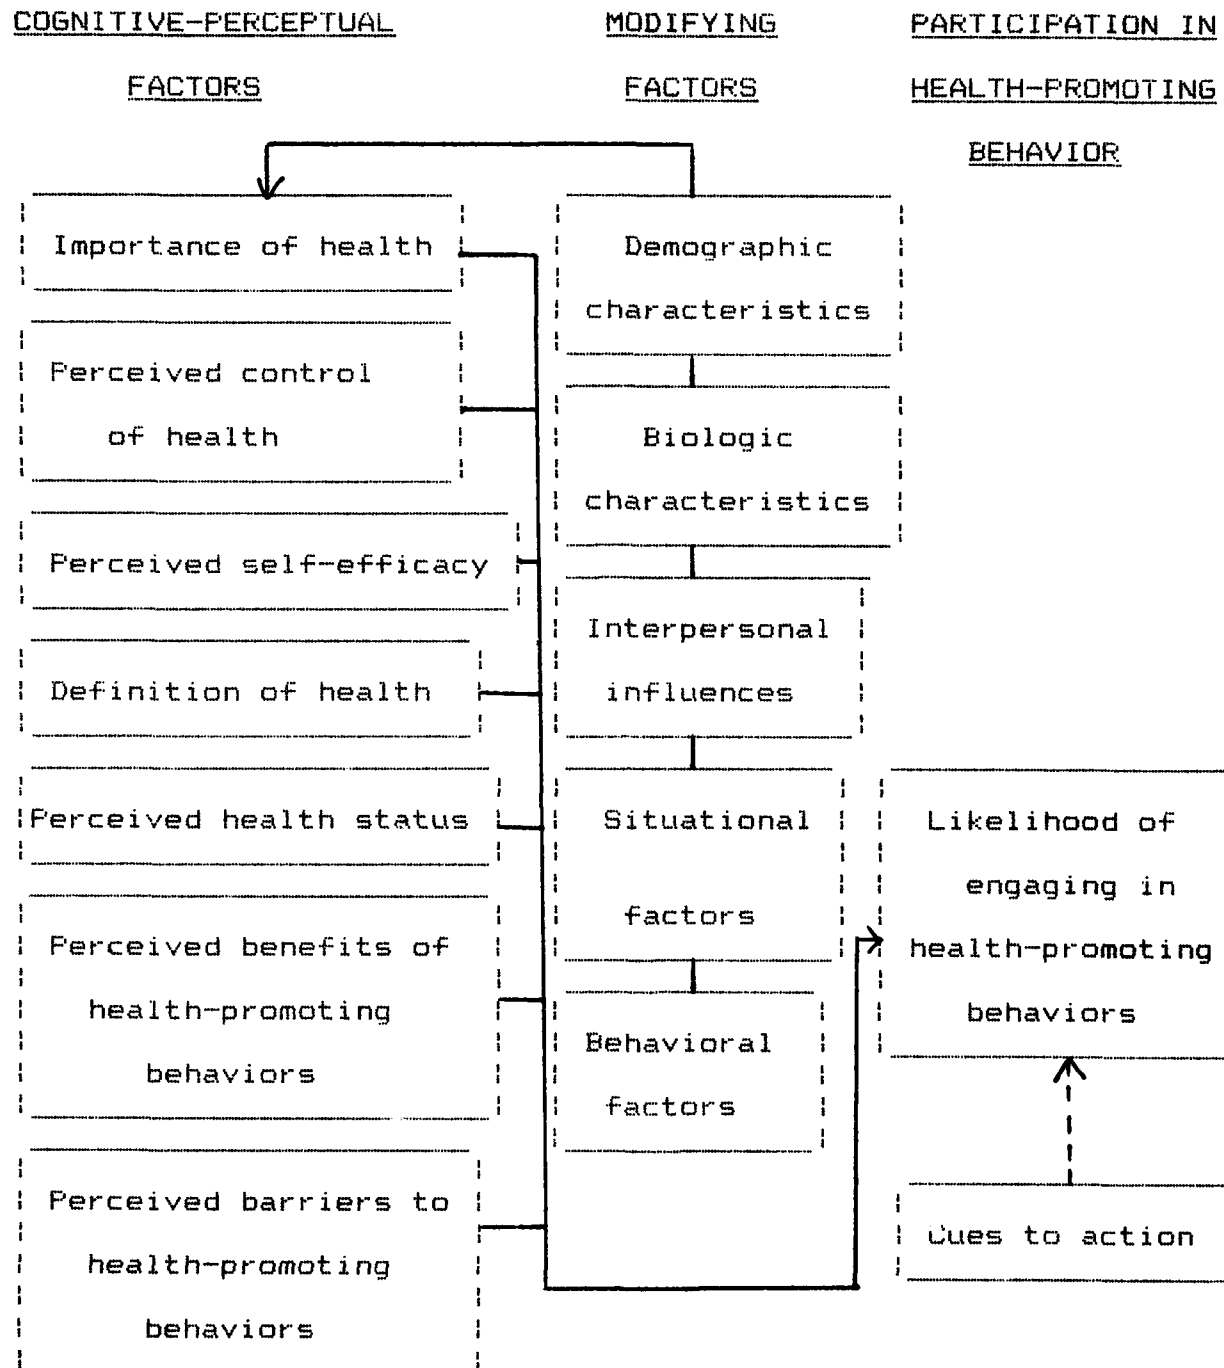 COGNITIVE-PERCEPTUAL
FACTORS
MODIFYING
FACTORS
PARTICIPATION IN
HEALTH-PROMOTING
BEHAVIOR
Importance of health
Perceived control
of health
Perceived self-efficacy
Definition of health
Perceived health status
Perceived benefits of
health-promoting
behaviors
Perceived barriers to
health-promoting
behaviors
Demographic
characteristics
Biologic
characteristics
Interpersonal
influences
Situational
factors
Behavioral
factors
Likelihood of
engaging in
health-promoting
behaviors
Cues to action